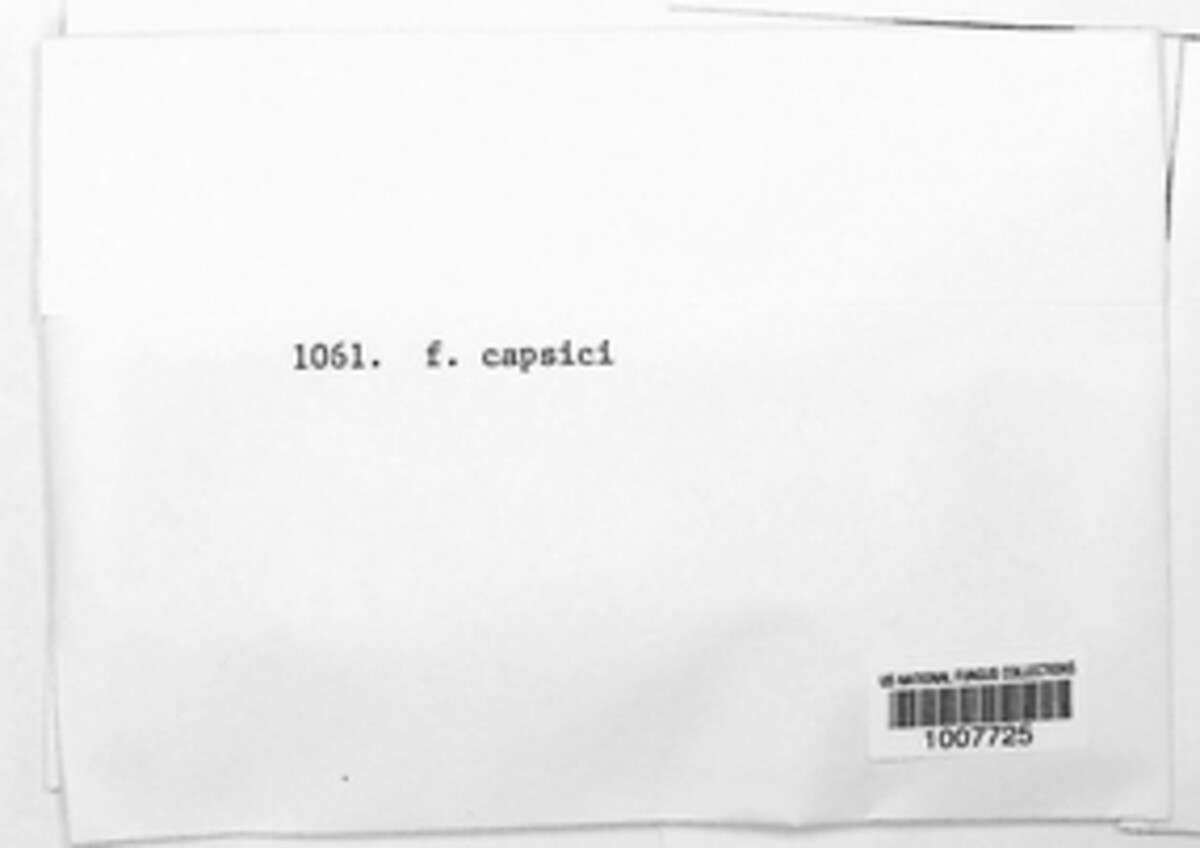 1061. f. capsici
US NATIONAL FUNGUS COLLECTIONS
1007725